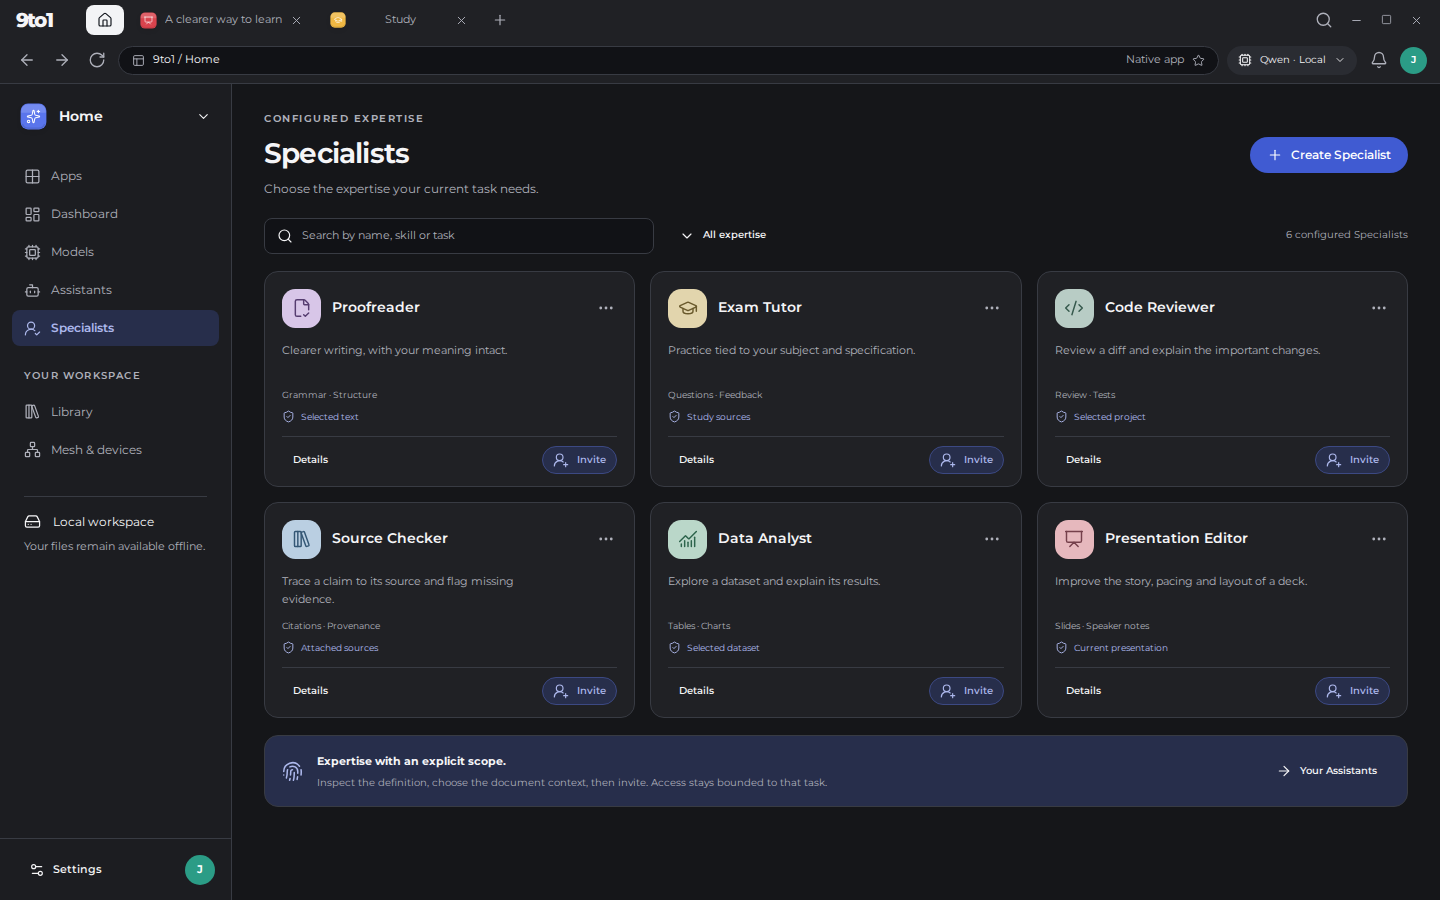 9to1
A clearer way to learn
Study
9to1 / Home
Native app
Qwen · Local
J
Home
Apps
Dashboard
Models
Assistants
Specialists
YOUR WORKSPACE
Library
Mesh & devices
Local workspace
Your files remain available offline.
Settings
J
CONFIGURED EXPERTISE
Specialists
Choose the expertise your current task needs.
Create Specialist
Search by name, skill or task
All expertise
6 configured Specialists
Proofreader
Clearer writing, with your meaning intact.
Grammar · Structure
Selected text
Details
Invite
Exam Tutor
Practice tied to your subject and specification.
Questions · Feedback
Study sources
Details
Invite
Code Reviewer
Review a diff and explain the important changes.
Review · Tests
Selected project
Details
Invite
Source Checker
Trace a claim to its source and flag missing
evidence.
Citations · Provenance
Attached sources
Details
Invite
Data Analyst
Explore a dataset and explain its results.
Tables · Charts
Selected dataset
Details
Invite
Presentation Editor
Improve the story, pacing and layout of a deck.
Slides · Speaker notes
Current presentation
Details
Invite
Expertise with an explicit scope.
Inspect the definition, choose the document context, then invite. Access stays bounded to that task.
Your Assistants